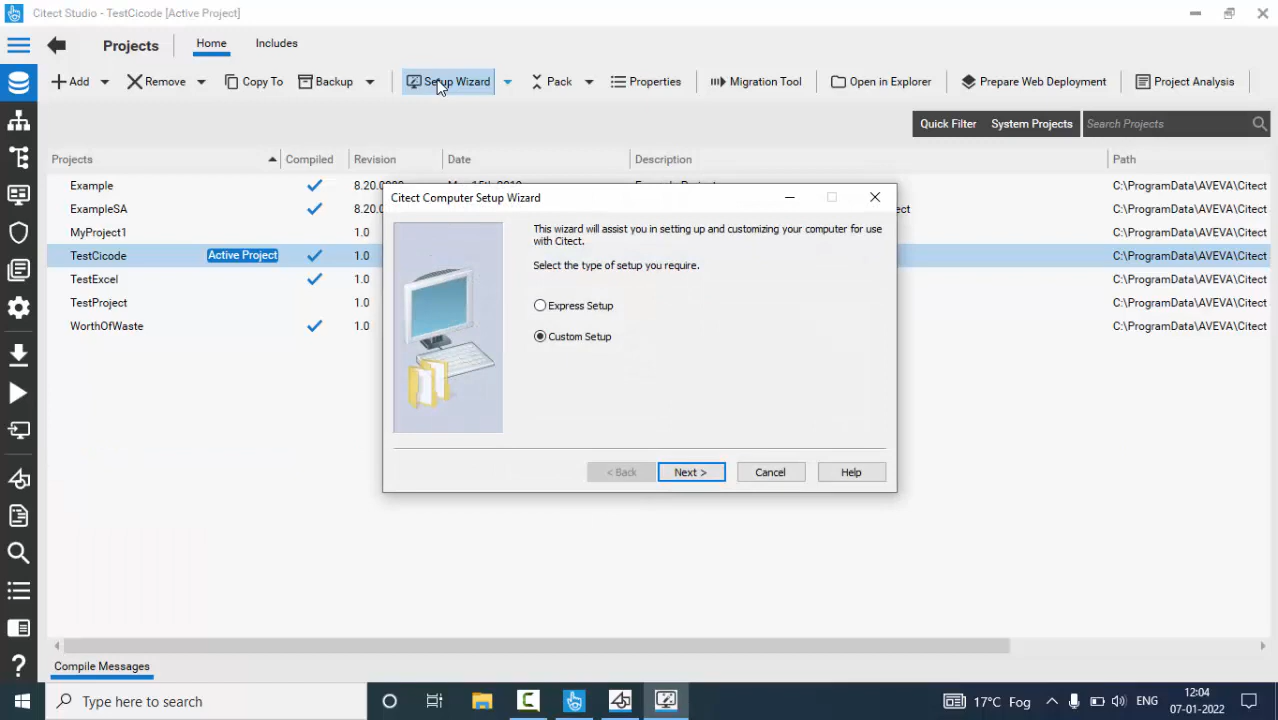 Citect Studio - TestCicode [Active Project]
Projects Home Includes
Add Remove Copy To Backup Setup Wizard Pack Properties Migration Tool Open in Explorer Prepare Web Deployment Project Analysis
Quick Filter System Projects Search Projects
Projects Compiled Revision Date Description Path
Example C:\ProgramData\AVEVA\Citect
ExampleSA C:\ProgramData\AVEVA\Citect
MyProject1 1.0 C:\ProgramData\AVEVA\Citect
TestCicode Active Project 1.0 C:\ProgramData\AVEVA\Citect
TestExcel 1.0 C:\ProgramData\AVEVA\Citect
TestProject 1.0 C:\ProgramData\AVEVA\Citect
WorthOfWaste 1.0 C:\ProgramData\AVEVA\Citect
Citect Computer Setup Wizard
This wizard will assist you in setting up and customizing your computer for use
with Citect.
Select the type of setup you require.
Express Setup
Custom Setup
< Back Next > Cancel Help
Compile Messages
Type here to search 17°C Fog ENG 12:04
07-01-2022